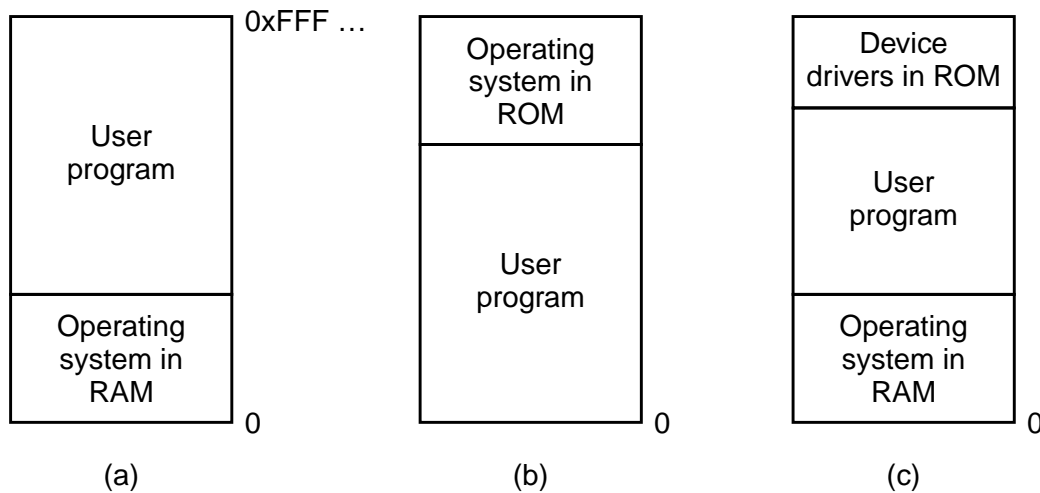 User
program
Operating
system in
RAM
0xFFF …
0
(a)
Operating
system in
ROM
User
program
0
(b)
Device
drivers in ROM
User
program
Operating
system in
RAM
0
(c)